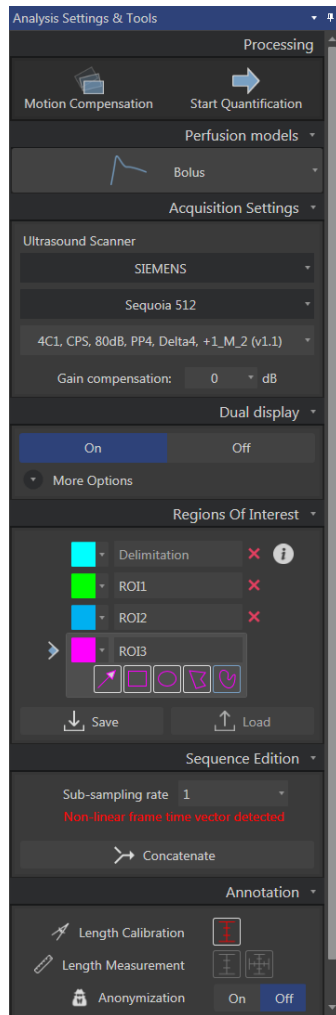 Analysis Settings & Tools
Processing
Motion Compensation
Start Quantification
Perfusion models
Bolus
Acquisition Settings
Ultrasound Scanner
SIEMENS
Sequoia 512
4C1, CPS, 80dB, PP4, Delta4, +1_M_2 (v1.1)
Gain compensation: 0 dB
Dual display
On Off
More Options
Regions Of Interest
Delimitation
ROI1
ROI2
ROI3
Save Load
Sequence Edition
Sub-sampling rate 1
Non-linear frame time vector detected
Concatenate
Annotation
Length Calibration
Length Measurement
Anonymization On Off